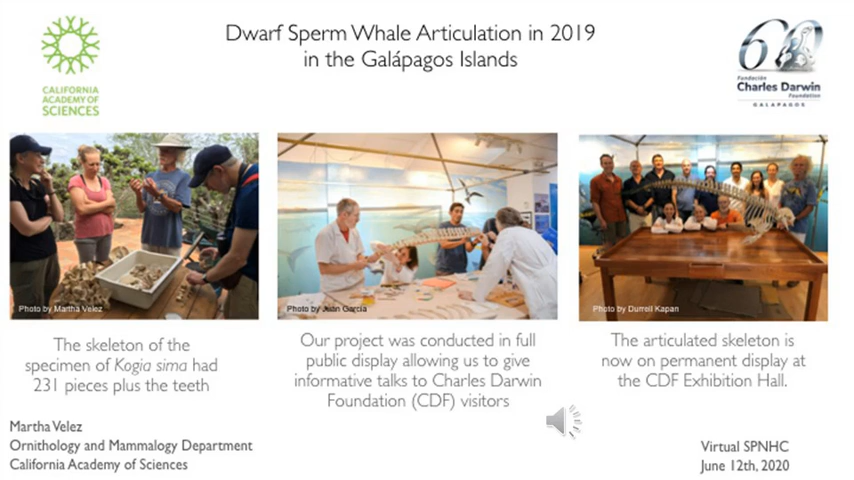 CALIFORNIA
ACADEMY OF
SCIENCES
Dwarf Sperm Whale Articulation in 2019
in the Galápagos Islands
60
Fundación
Charles Darwin
Foundation
GALAPAGOS
Photo by Martha Velez
Photo by Juan Garcia
Photo by Durrell Kapan
The skeleton of the
specimen of Kogia sima had
231 pieces plus the teeth
Our project was conducted in full
public display allowing us to give
informative talks to Charles Darwin
Foundation (CDF) visitors
The articulated skeleton is
now on permanent display at
the CDF Exhibition Hall.
Martha Velez
Ornithology and Mammalogy Department
California Academy of Sciences
Virtual SPNHC
June 12th, 2020